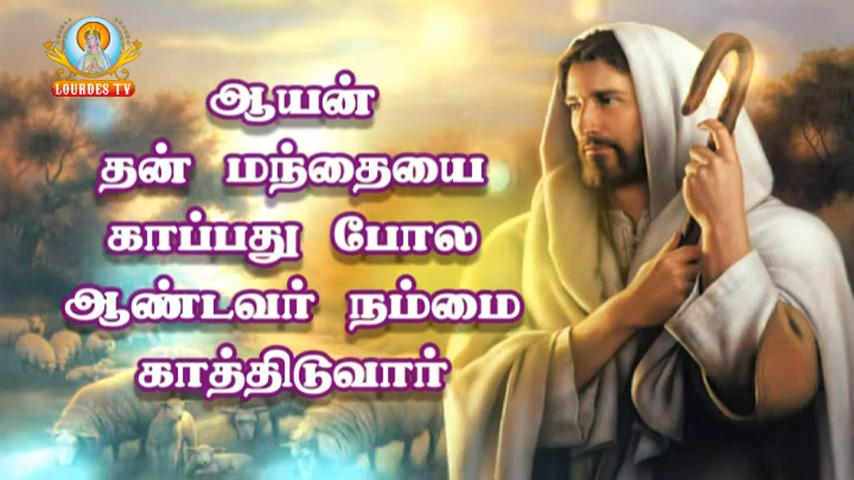 LOURDES TV
ஆயன்
தன் மந்தையை
காப்பது போல
ஆண்டவர் நம்மை
காத்திடுவார்